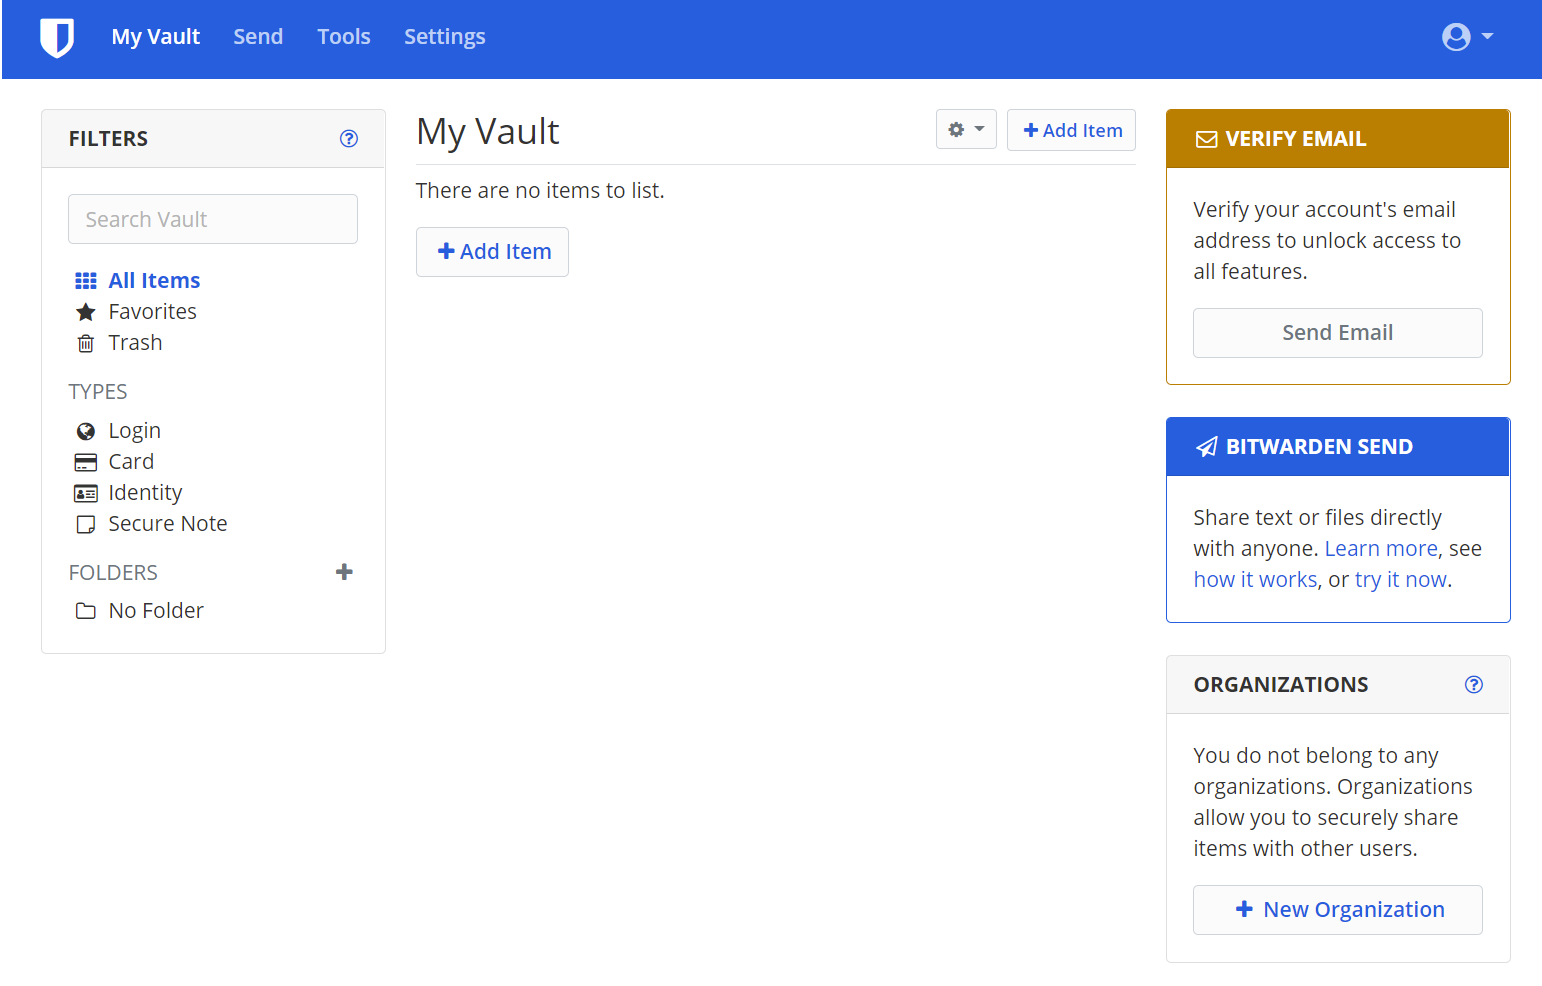 My Vault Send Tools Settings
FILTERS
Search Vault
All Items
Favorites
Trash
TYPES
Login
Card
Identity
Secure Note
FOLDERS
No Folder
My Vault
Add Item
There are no items to list.
Add Item
VERIFY EMAIL
Verify your account's email
address to unlock access to
all features.
Send Email
BITWARDEN SEND
Share text or files directly
with anyone. Learn more, see
how it works, or try it now.
ORGANIZATIONS
You do not belong to any
organizations. Organizations
allow you to securely share
items with other users.
New Organization